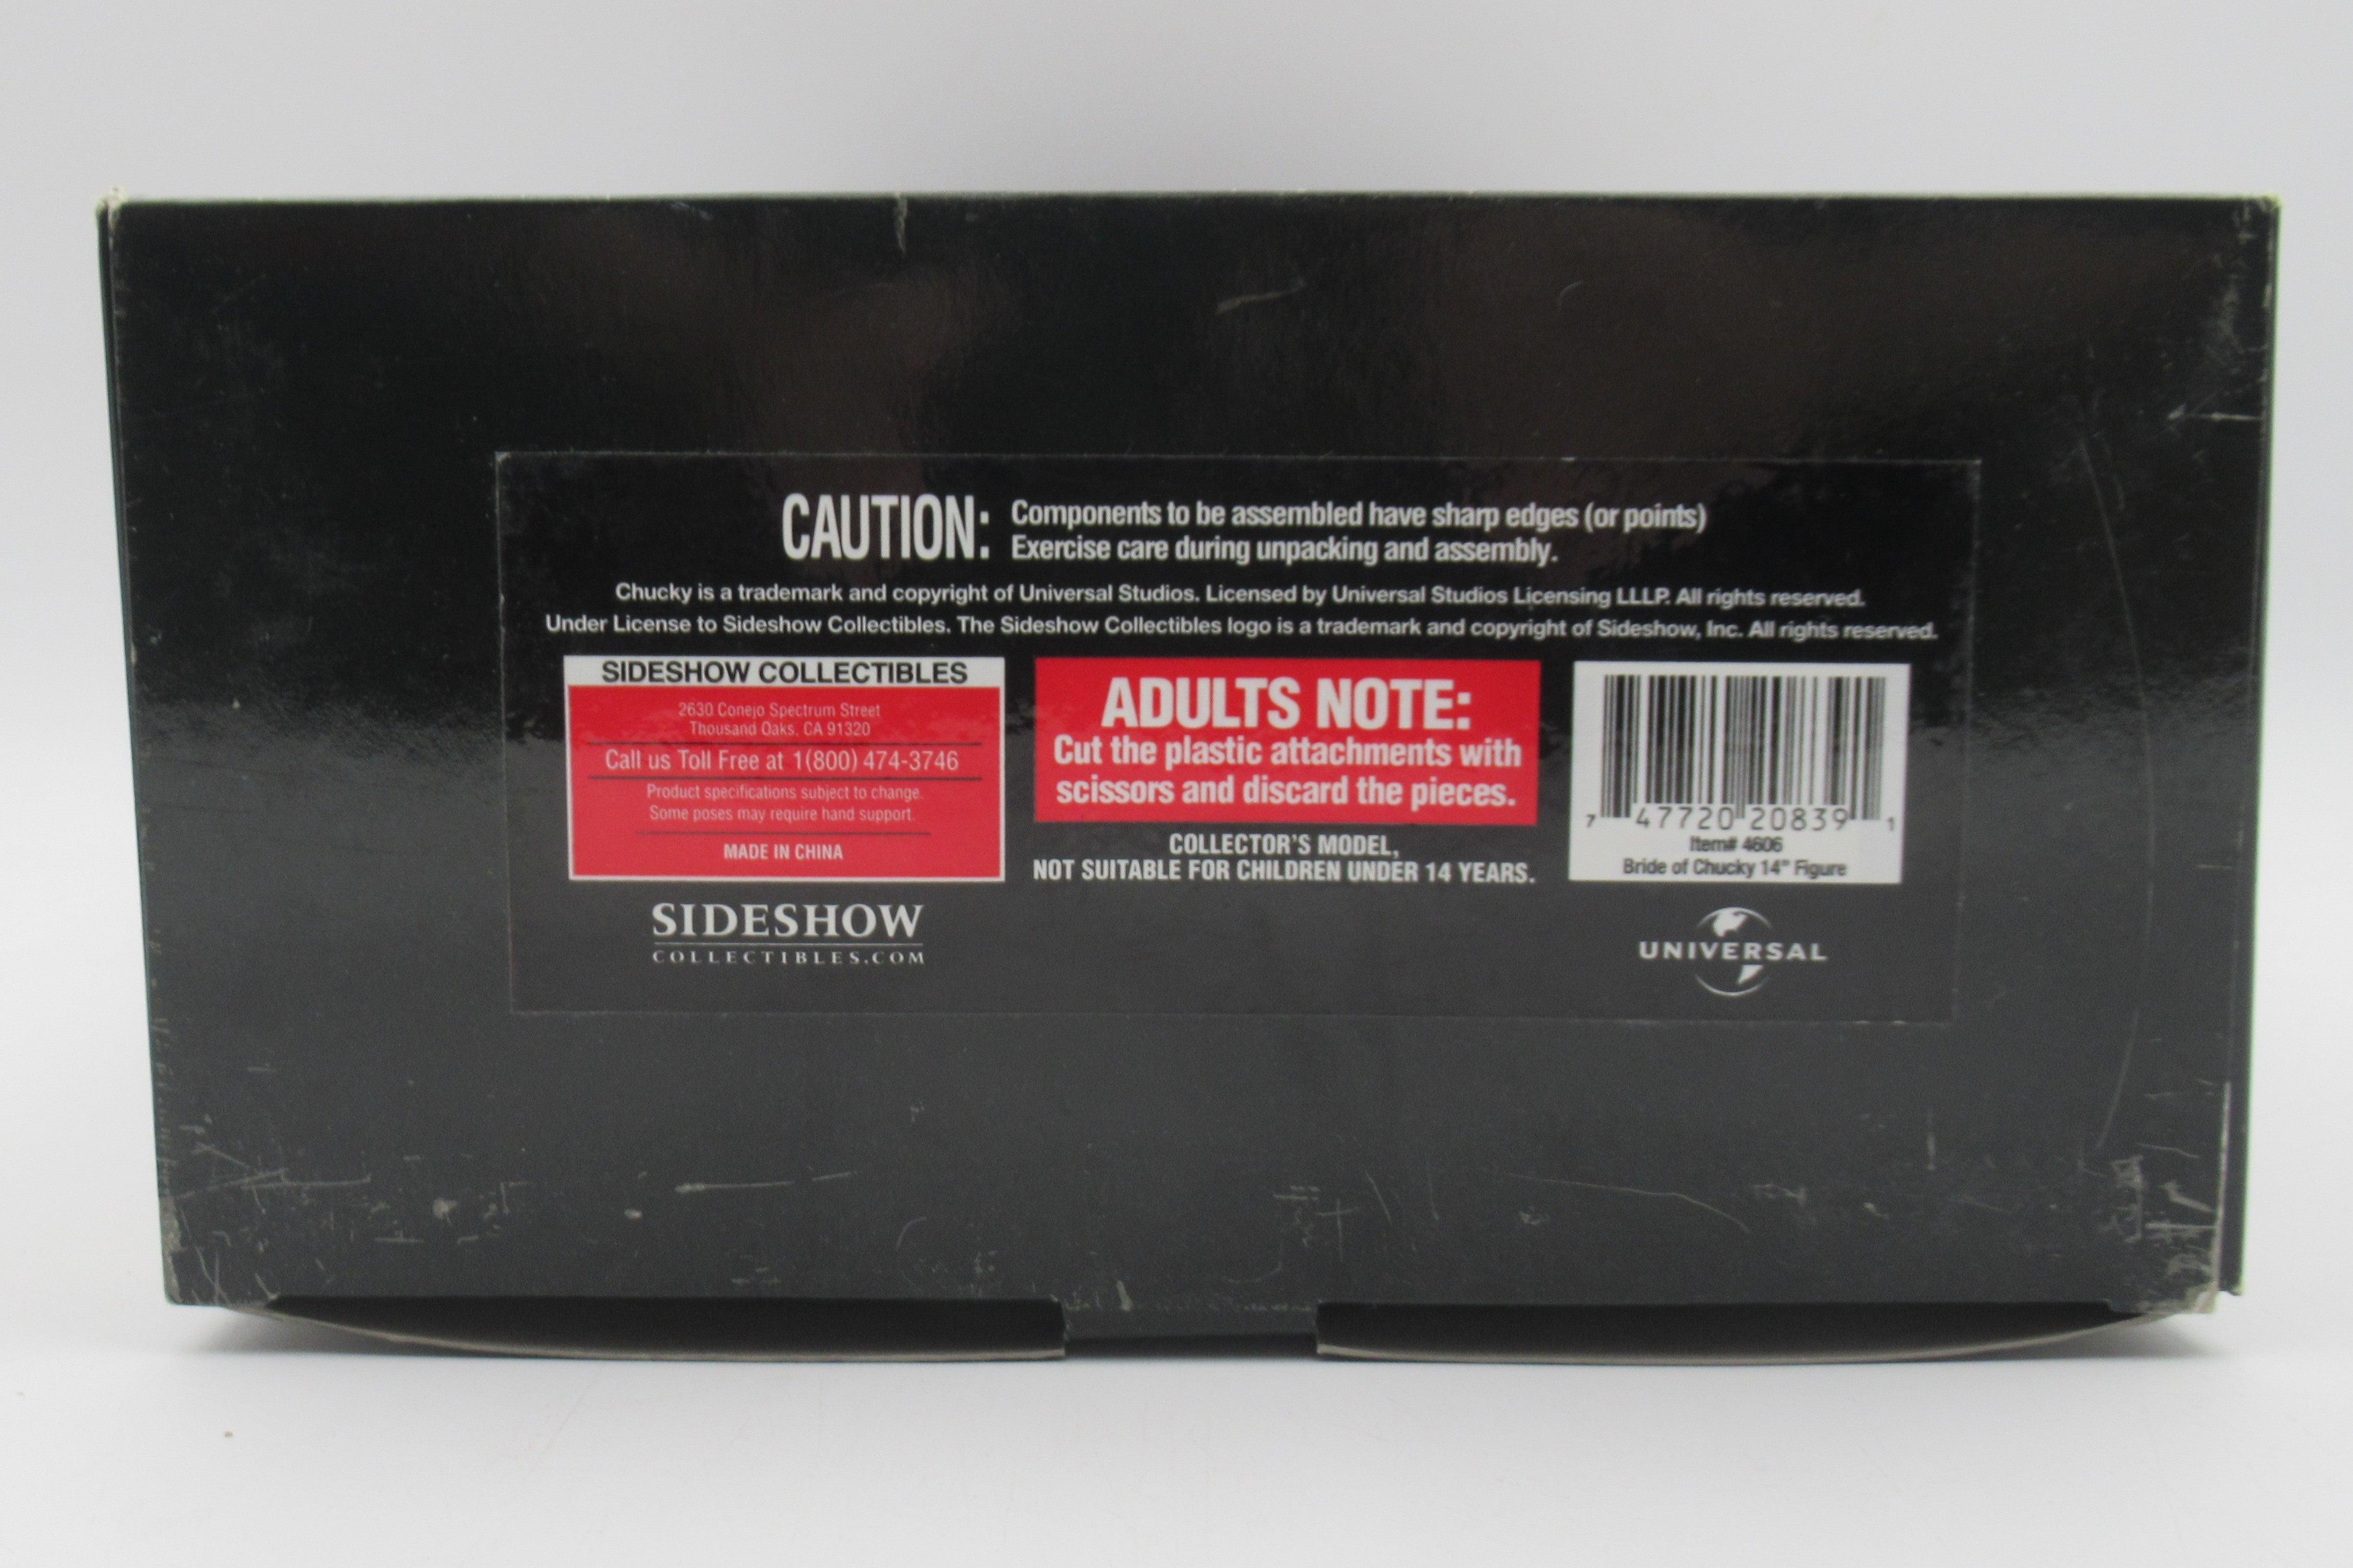 CAUTION: Components to be assembled have sharp edges (or points)
Exercise care during unpacking and assembly.
Chucky is a trademark and copyright of Universal Studios. Licensed by Universal Studios Licensing LLLP. All rights reserved.
Under License to Sideshow Collectibles. The Sideshow Collectibles logo is a trademark and copyright of Sideshow, Inc. All rights reserved.
SIDESHOW COLLECTIBLES
2630 Conejo Spectrum Street
Thousand Oaks, CA 91320
Call us Toll Free at 1(800) 474-3746
Product specifications subject to change.
Some poses may require hand support.
MADE IN CHINA
SIDESHOW
COLLECTIBLES.COM
ADULTS NOTE:
Cut the plastic attachments with
scissors and discard the pieces.
COLLECTOR'S MODEL,
NOT SUITABLE FOR CHILDREN UNDER 14 YEARS.
7 47720 20839 1
Item# 4606
Bride of Chucky 14" Figure
UNIVERSAL